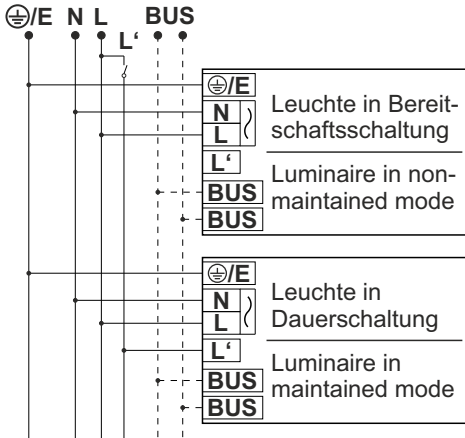 ⏚/E N L BUS
L‘
⏚/E
N
L
L‘
BUS
BUS
Leuchte in Bereit-
schaftsschaltung
Luminaire in non-
maintained mode
⏚/E
N
L
L‘
BUS
BUS
Leuchte in
Dauerschaltung
Luminaire in
maintained mode